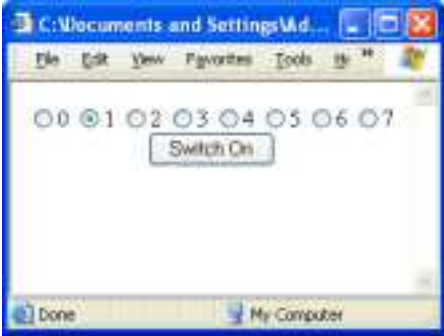 C:\Documents and Settings\Ad...
File Edit View Favorites Tools »
0 1 2 3 4 5 6 7
Switch On
Done My Computer